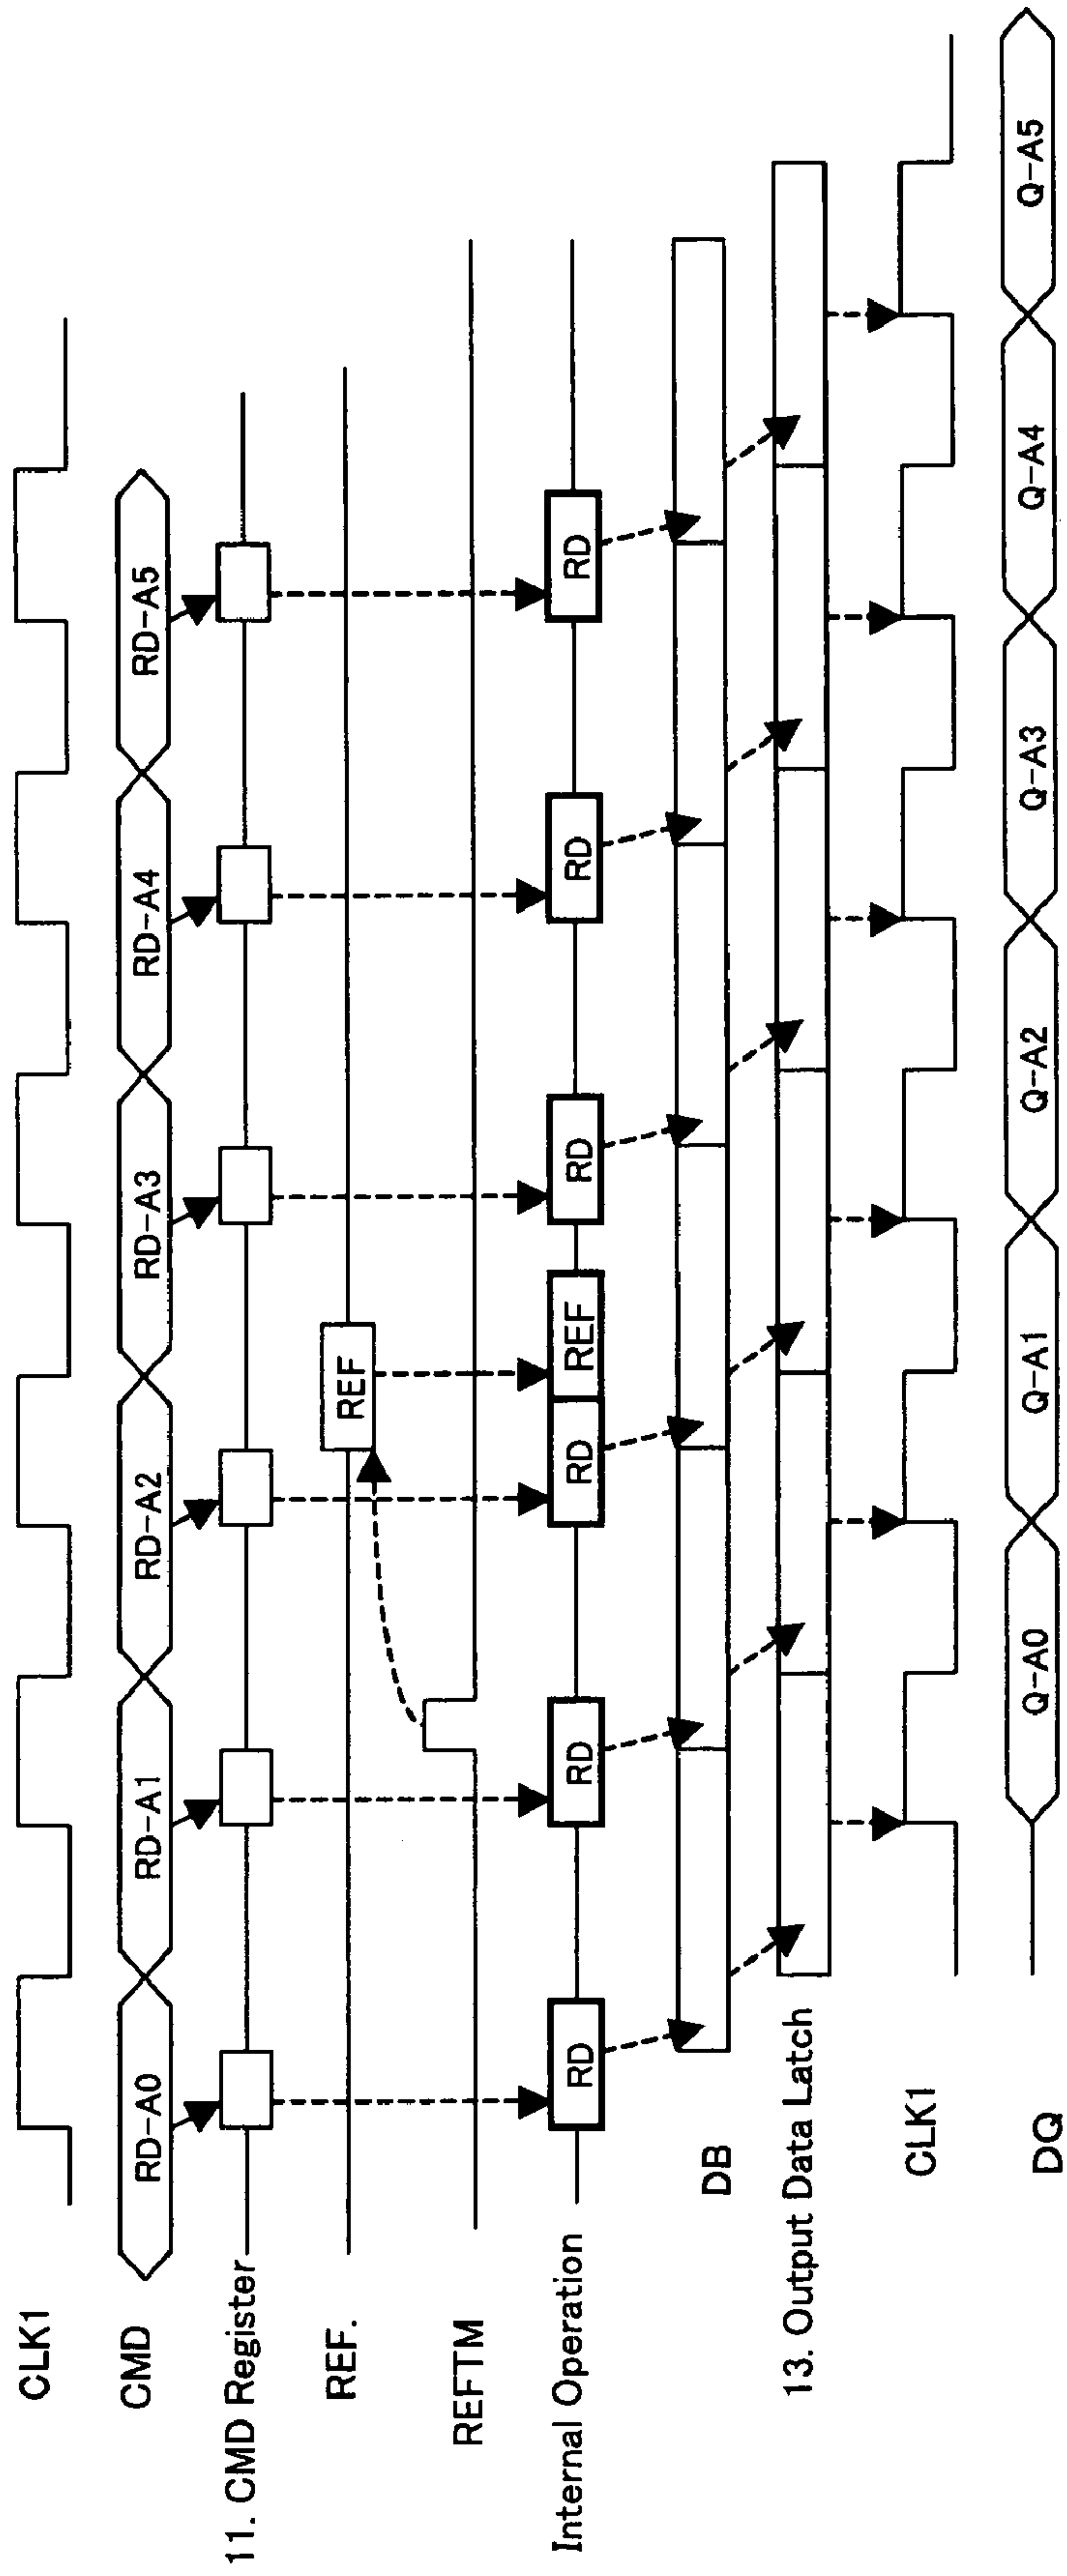 CLK1
CMD
RD-A0
RD-A1
RD-A2
RD-A3
RD-A4
RD-A5
11. CMD Register
REF.
REF
REFTM
Internal Operation
RD
RD
RD
REF
RD
RD
RD
DB
13. Output Data Latch
CLK1
DQ
Q-A0
Q-A1
Q-A2
Q-A3
Q-A4
Q-A5